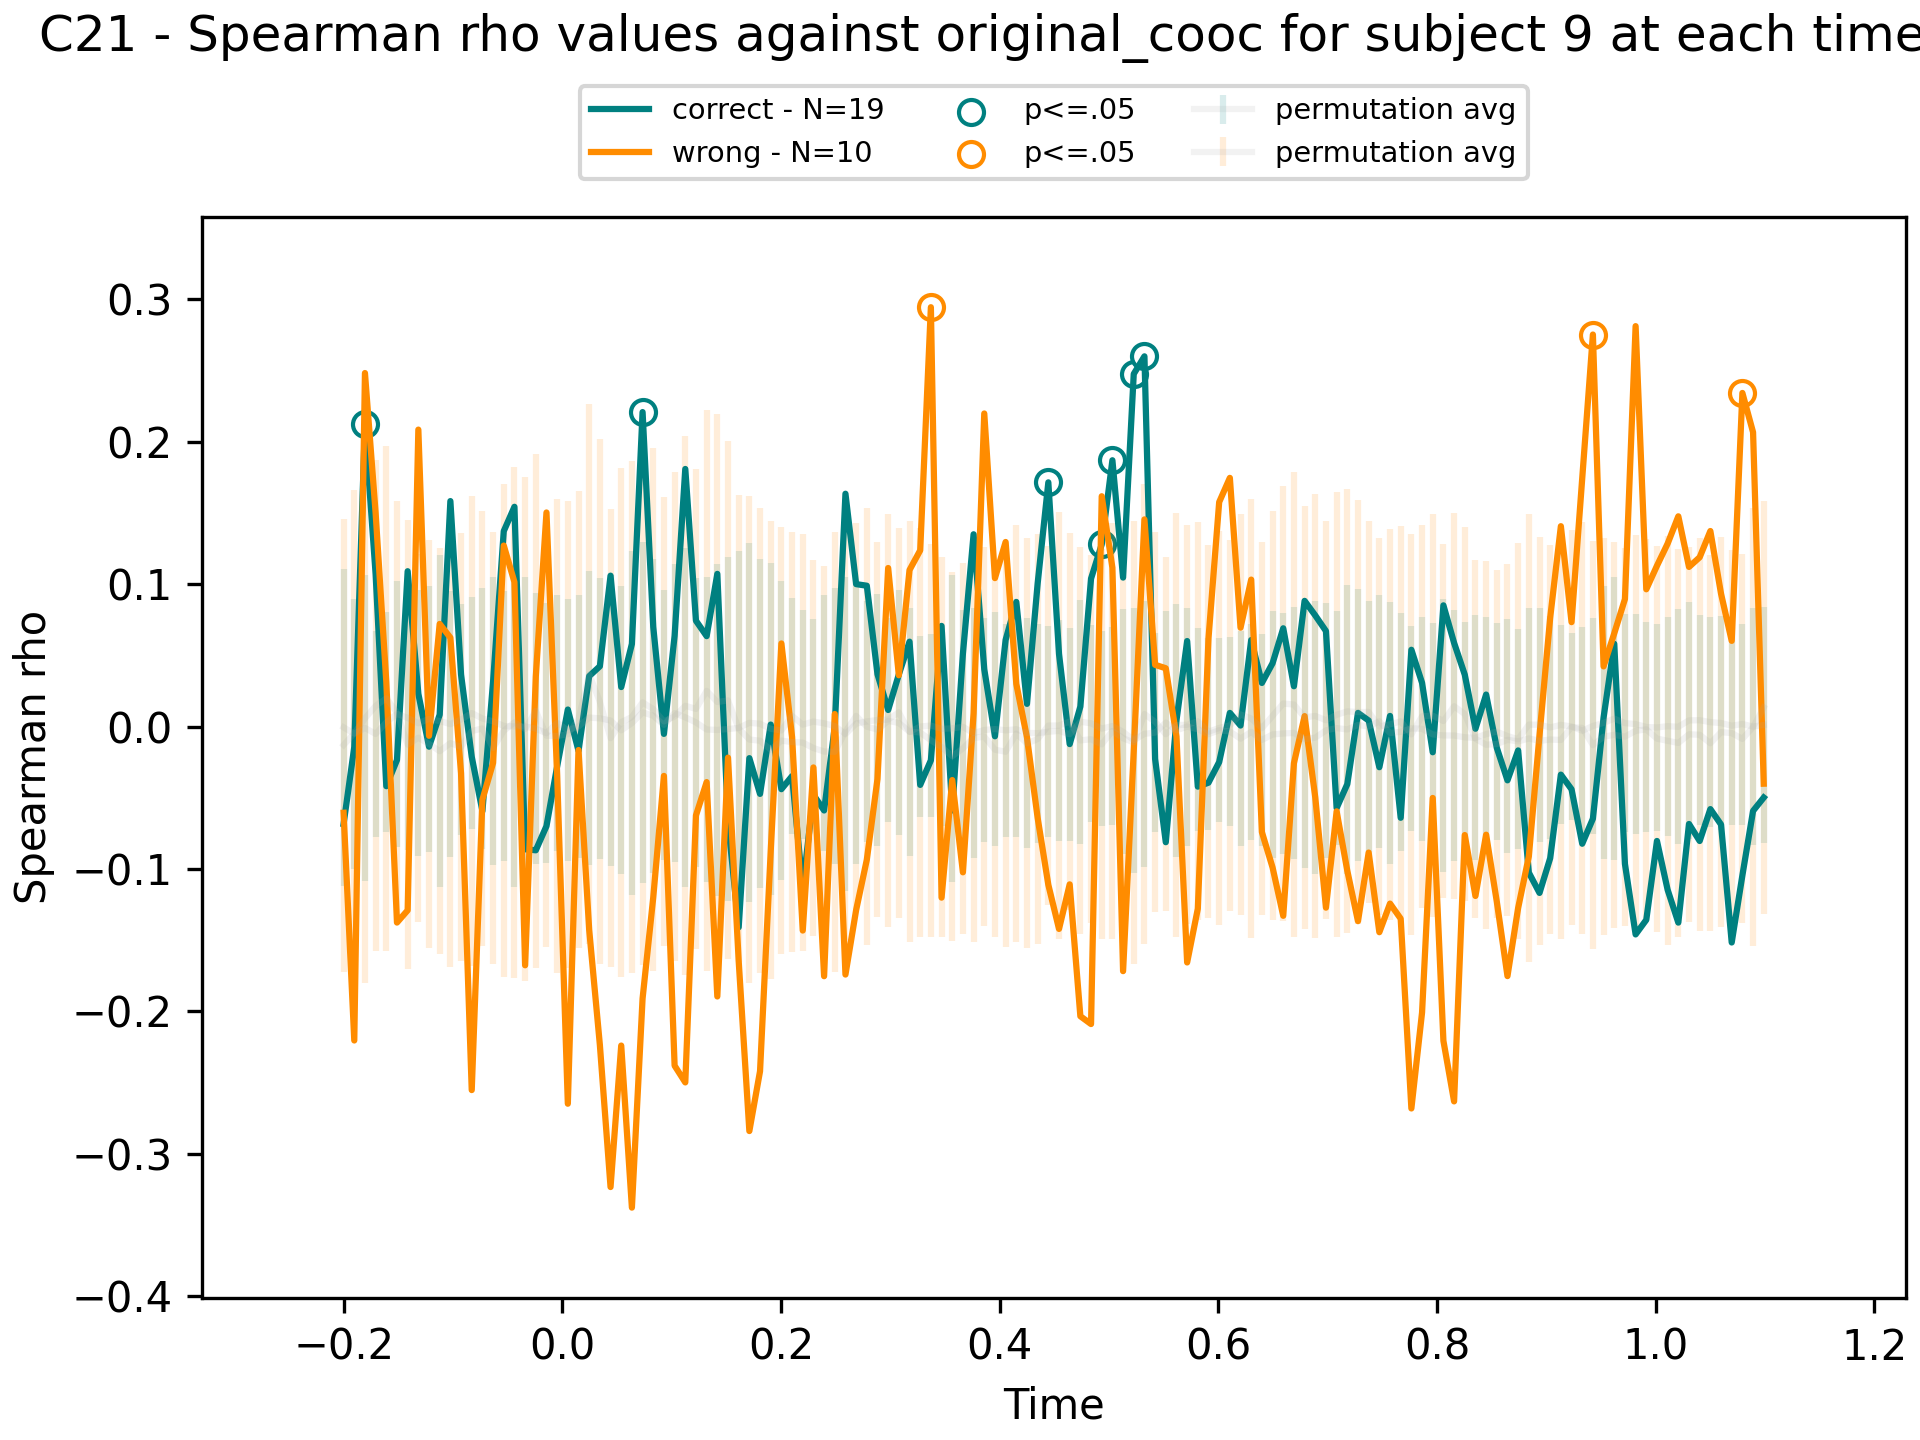 C21 - Spearman rho values against original_cooc for subject 9 at each time
correct - N=19
wrong - N=10
p<=.05
p<=.05
permutation avg
permutation avg
Spearman rho
0.3
0.2
0.1
0.0
−0.1
−0.2
−0.3
−0.4
−0.2 0.0 0.2 0.4 0.6 0.8 1.0 1.2
Time